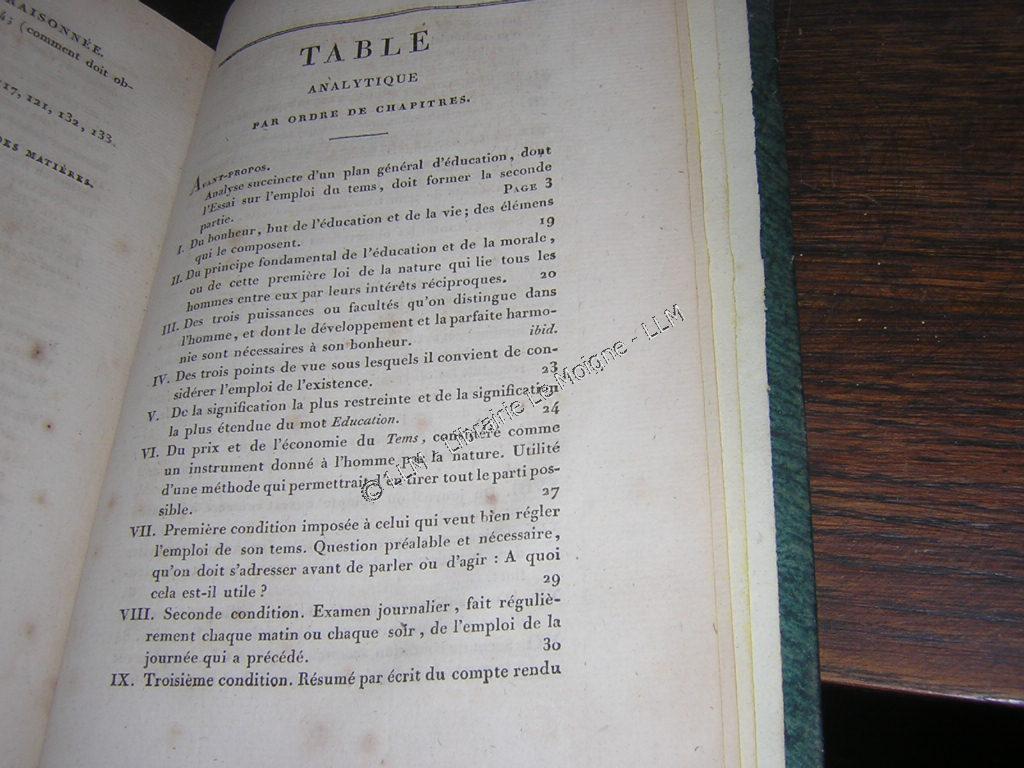 RAISONNÉE.
43 (comment doit ob-
117, 121, 132, 133.
DES MATIÈRES.
TABLE
ANALYTIQUE
PAR ORDRE DE CHAPITRES.
AVANT-PROPOS.
Analyse succincte d'un plan général d'éducation, dont
l'Essai sur l'emploi du tems, doit former la seconde
partie. PAGE 3
I. Du bonheur, but de l'éducation et de la vie; des élémens
qui le composent. 19
II. Du principe fondamental de l'éducation et de la morale,
ou de cette première loi de la nature qui lie tous les
hommes entre eux par leurs intérêts réciproques. 20
III. Des trois puissances ou facultés qu'on distingue dans
l'homme, et dont le développement et la parfaite harmo-
nie sont nécessaires à son bonheur. ibid.
IV. Des trois points de vue sous lesquels il convient de con-
sidérer l'emploi de l'existence. 23
V. De la signification la plus restreinte et de la signification
la plus étendue du mot Education. 24
VI. Du prix et de l'économie du Tems, considéré comme
un instrument donné à l'homme par la nature. Utilité
d'une méthode qui permettrait d'en tirer tout le parti pos-
sible. 27
VII. Première condition imposée à celui qui veut bien régler
l'emploi de son tems. Question préalable et nécessaire,
qu'on doit s'adresser avant de parler ou d'agir : A quoi
cela est-il utile ? 29
VIII. Seconde condition. Examen journalier, fait réguliè-
rement chaque matin ou chaque soir, de l'emploi de la
journée qui a précédé. 30
IX. Troisième condition. Résumé par écrit du compte rendu
© LLM - Librairie Le Moigne - LLM